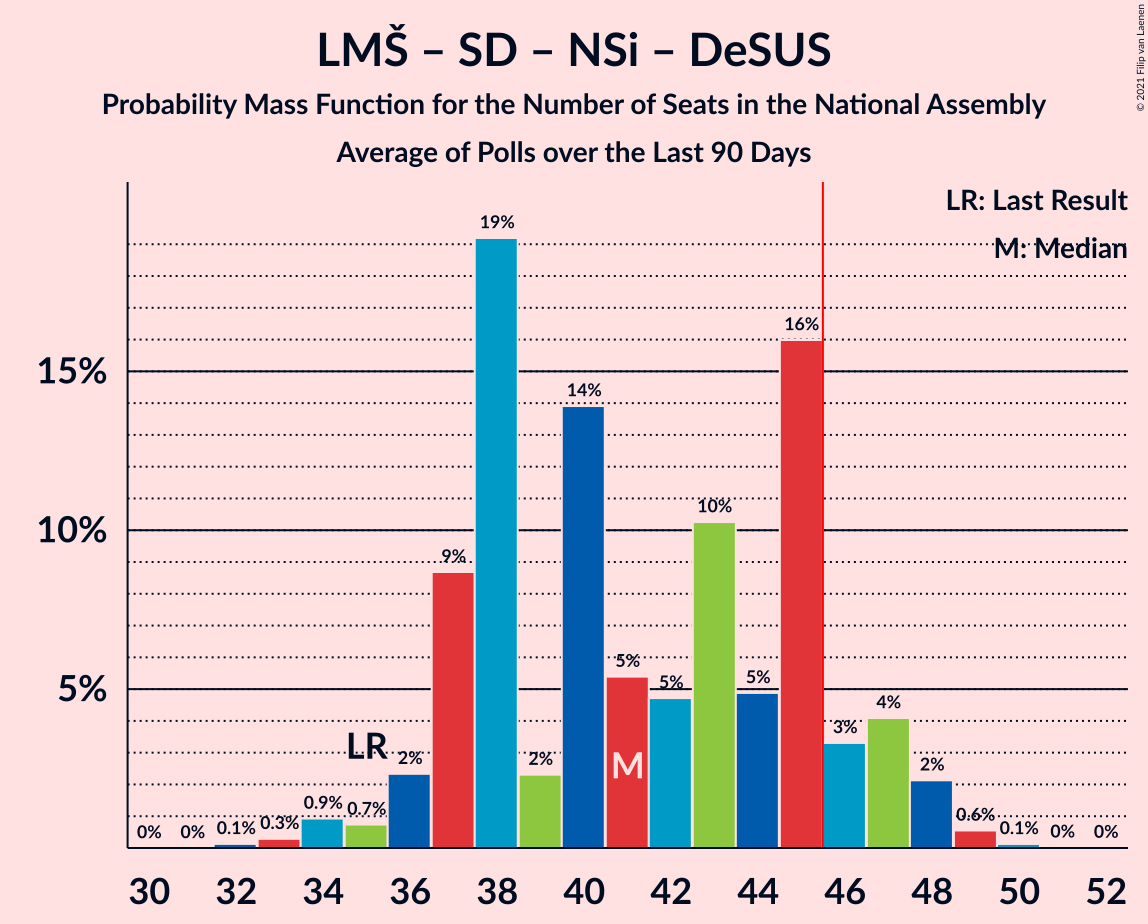 LMŠ – SD – NSi – DeSUS
Probability Mass Function for the Number of Seats in the National Assembly
Average of Polls over the Last 90 Days
© 2021 Filip van Laenen
LR: Last Result
M: Median
15%
10%
5%
0%
0%
0.1%
0.3%
0.9%
0.7%
LR
2%
9%
19%
2%
14%
5%
M
5%
10%
5%
16%
3%
4%
2%
0.6%
0.1%
0%
0%
30 32 34 36 38 40 42 44 46 48 50 52